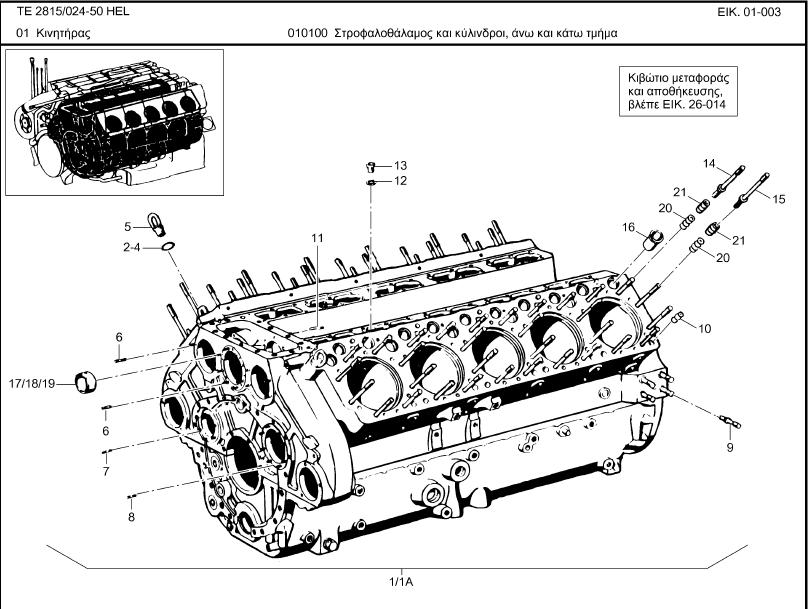 TE 2815/024-50 HEL
ΕΙΚ. 01-003
01 Κινητήρας
010100 Στροφαλοθάλαμος και κύλινδροι, άνω και κάτω τμήμα
Κιβώτιο μεταφοράς
και αποθήκευσης,
βλέπε ΕΙΚ. 26-014
13
12
14
15
21
20
16
21
20
5
2-4
11
6
10
17/18/19
6
9
7
8
1/1A